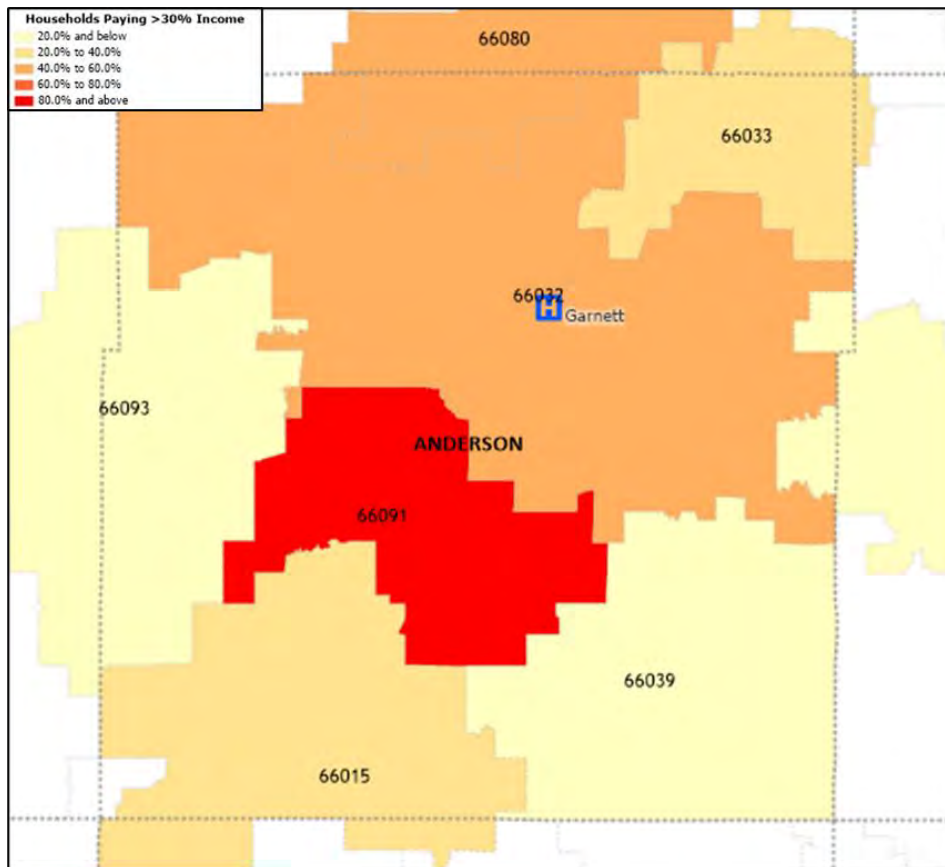 Households Paying >30% Income
20.0% and below
20.0% to 40.0%
40.0% to 60.0%
60.0% to 80.0%
80.0% and above
66080
66033
66032
H
Garnett
66093
ANDERSON
66091
66039
66015